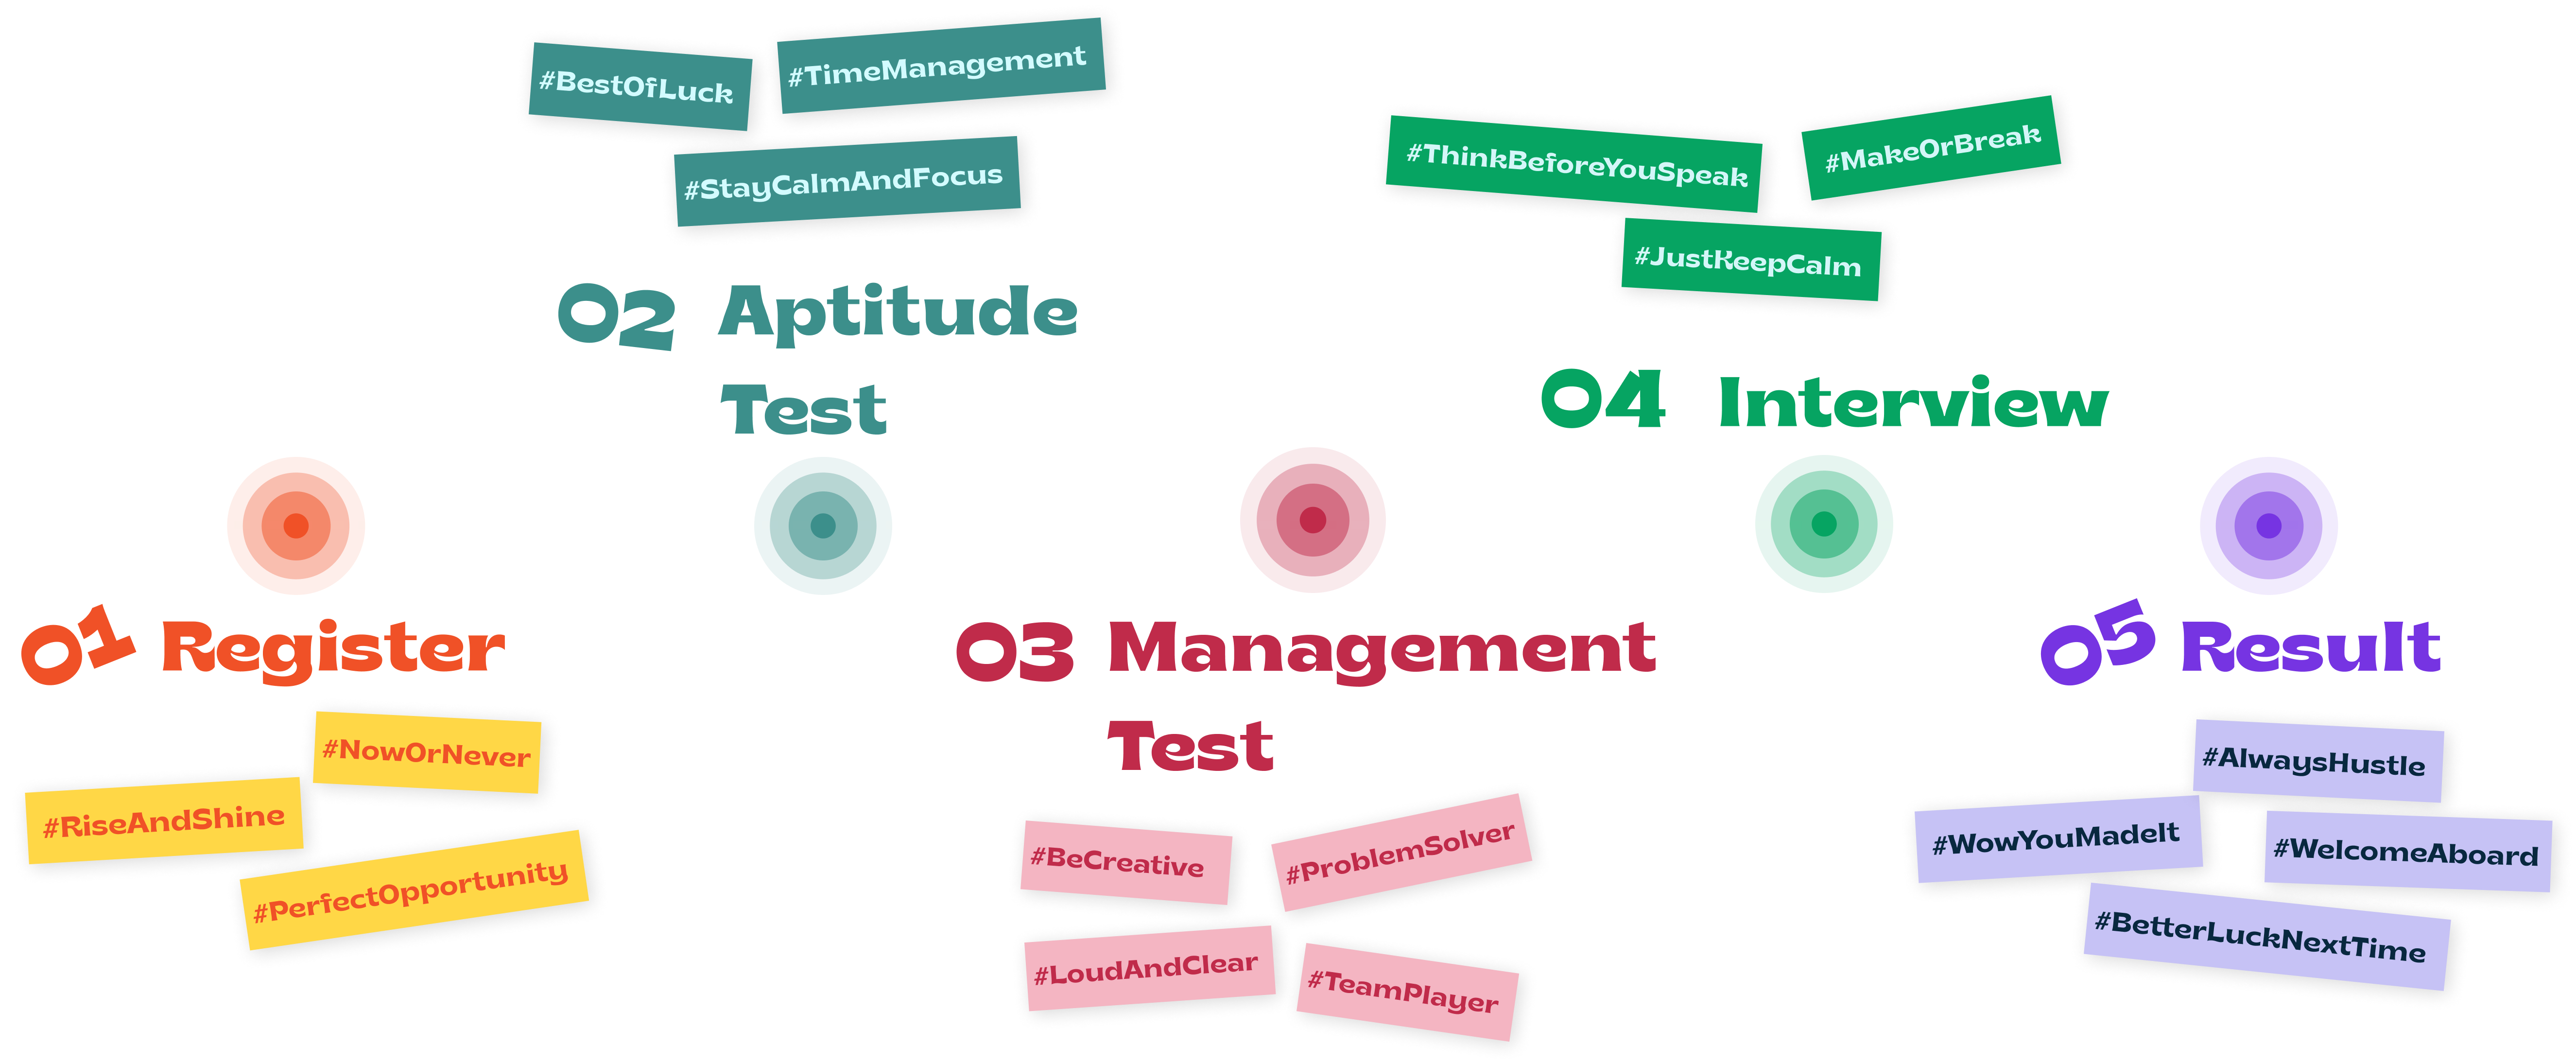 01 Register
#NowOrNever
#RiseAndShine
#PerfectOpportunity
#BestOfLuck
#TimeManagement
#StayCalmAndFocus
02 Aptitude
Test
03 Management
Test
#BeCreative
#ProblemSolver
#LoudAndClear
#TeamPlayer
#ThinkBeforeYouSpeak
#MakeOrBreak
#JustKeepCalm
04 Interview
05 Result
#AlwaysHustle
#WowYouMadeIt
#WelcomeAboard
#BetterLuckNextTime